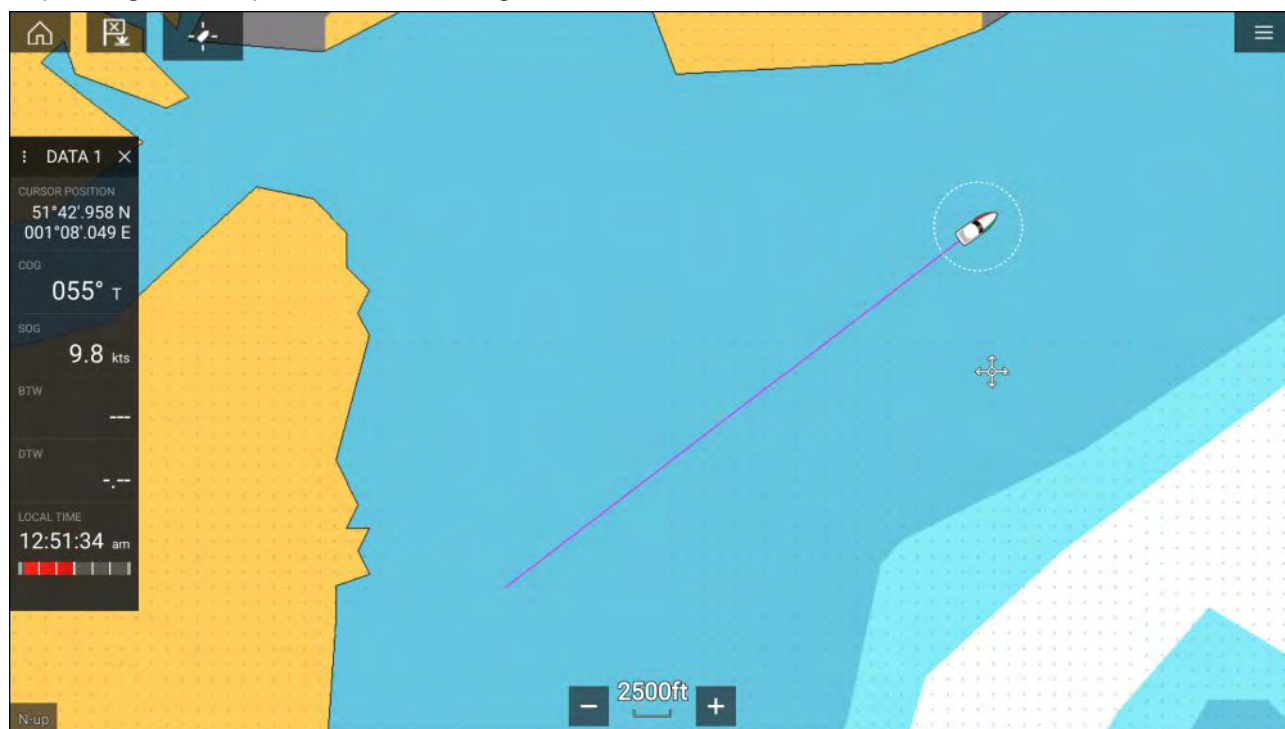 DATA 1
CURSOR POSITION
51°42'.958 N
001°08'.049 E
COG
055° T
SOG
9.8 kts
BTW
---
DTW
-.--
LOCAL TIME
12:51:34 am
N-up
2500ft